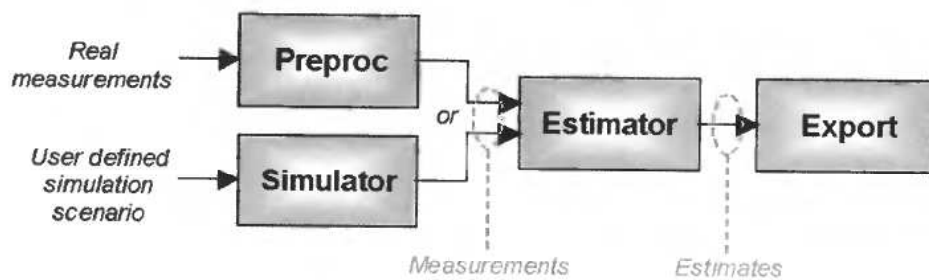 Real
measurements
Preproc
or
Estimator
Export
User defined
simulation
scenario
Simulator
Measurements
Estimates